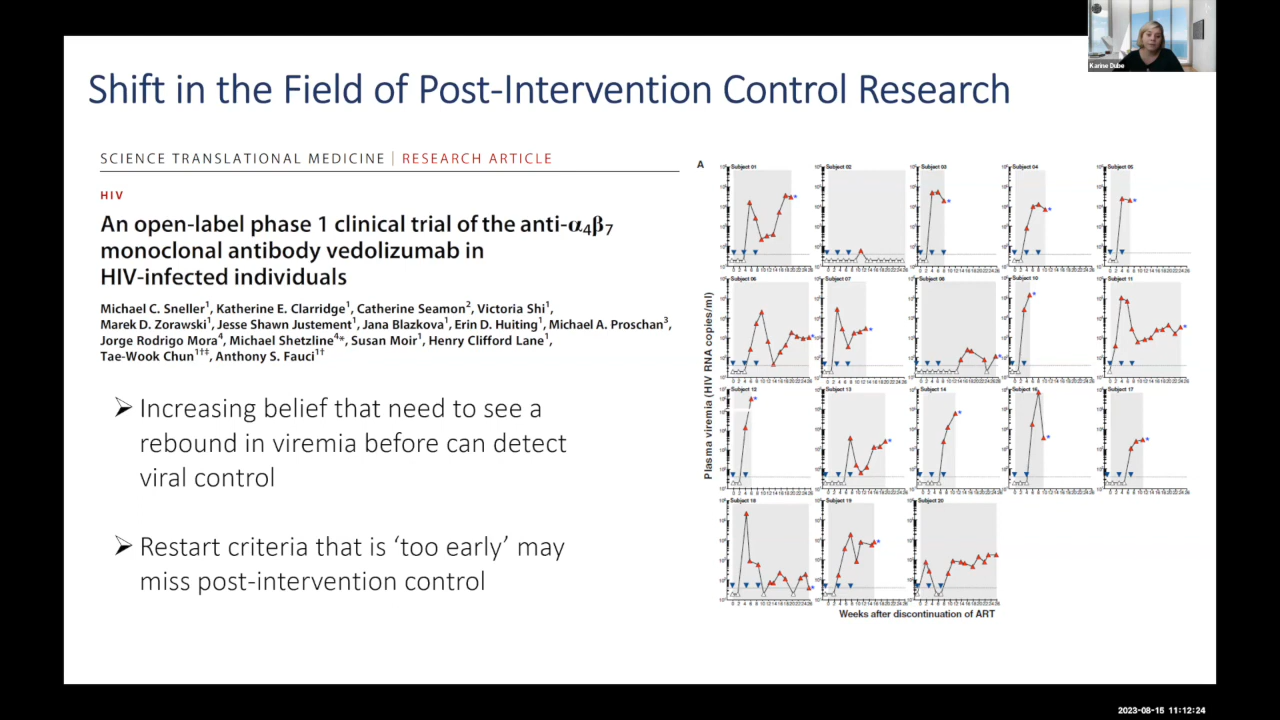 Karine Dube
Shift in the Field of Post-Intervention Control Research
SCIENCE TRANSLATIONAL MEDICINE | RESEARCH ARTICLE
HIV
An open-label phase 1 clinical trial of the anti-α4β7
monoclonal antibody vedolizumab in
HIV-infected individuals
Michael C. Sneller1, Katherine E. Clarridge1, Catherine Seamon2, Victoria Shi1,
Marek D. Zorawski1, Jesse Shawn Justement1, Jana Blazkova1, Erin D. Huiting1, Michael A. Proschan3,
Jorge Rodrigo Mora4, Michael Shetzline4*, Susan Moir1, Henry Clifford Lane1,
Tae-Wook Chun1†‡, Anthony S. Fauci1†
➢ Increasing belief that need to see a
rebound in viremia before can detect
viral control
➢ Restart criteria that is ‘too early’ may
miss post-intervention control
A
Subject 01 Subject 02 Subject 03 Subject 04 Subject 05
Subject 06 Subject 07 Subject 08 Subject 10 Subject 11
Subject 12 Subject 13 Subject 14 Subject 16 Subject 17
Subject 18 Subject 19 Subject 20
Plasma viremia (HIV RNA copies/ml)
Weeks after discontinuation of ART
2023-08-15 11:12:24